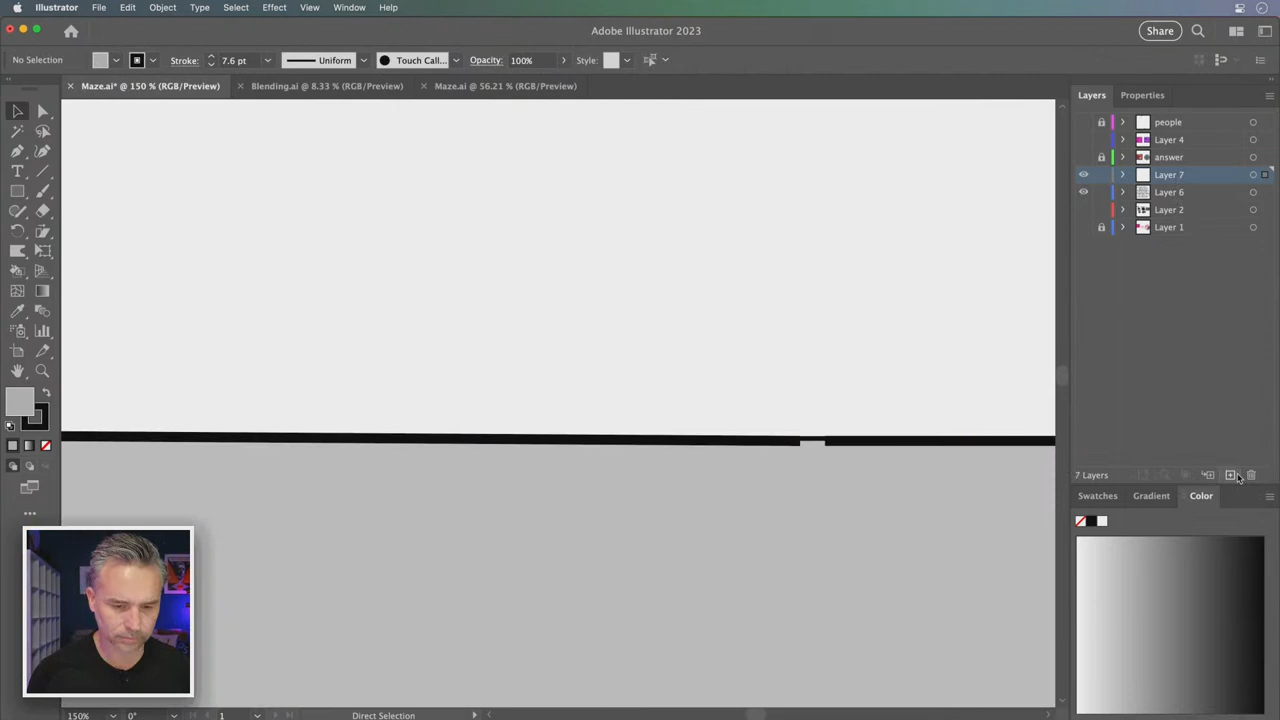 Illustrator File Edit Object Type Select Effect View Window Help
Adobe Illustrator 2023
Share
No Selection Stroke: 7.6 pt Uniform Touch Call... Opacity: 100% Style:
Maze.ai* @ 150 % (RGB/Preview) Blending.ai @ 8.33 % (RGB/Preview) Maze.ai @ 56.21 % (RGB/Preview)
Layers Properties
people
Layer 4
answer
Layer 7
Layer 6
Layer 2
Layer 1
7 Layers
Swatches Gradient Color
150% 0° 1 Direct Selection